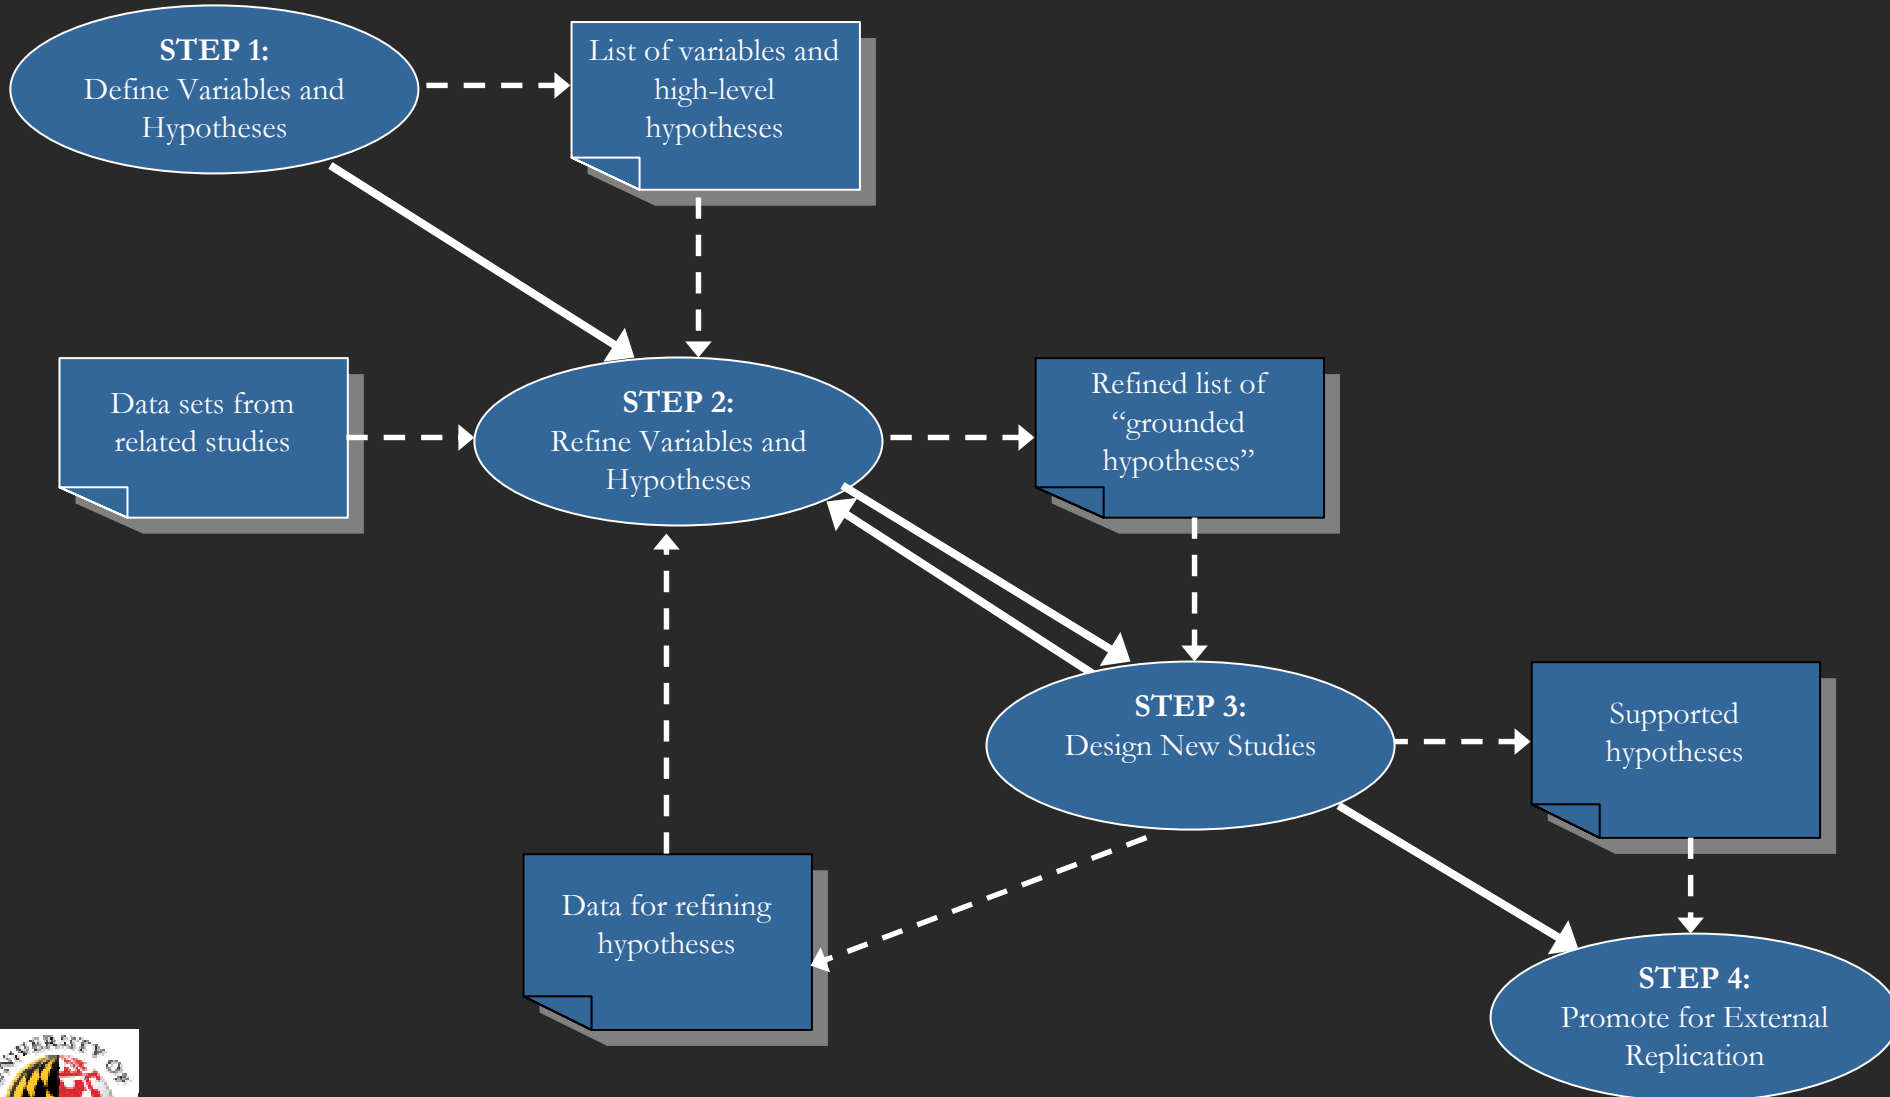 STEP 1:
Define Variables and
Hypotheses
List of variables and
high-level
hypotheses
Data sets from
related studies
STEP 2:
Refine Variables and
Hypotheses
Refined list of
“grounded
hypotheses”
STEP 3:
Design New Studies
Supported
hypotheses
Data for refining
hypotheses
STEP 4:
Promote for External
Replication
UNIVERSITY OF